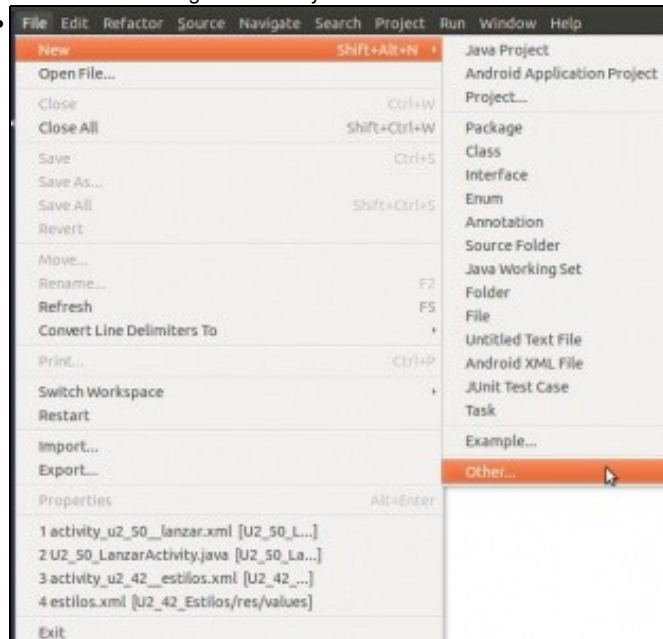 File Edit Refactor Source Navigate Search Project Run Window Help
New Shift+Alt+N
Open File...
Close Ctrl+W
Close All Shift+Ctrl+W
Save Ctrl+S
Save As...
Save All Shift+Ctrl+S
Revert
Move...
Rename... F2
Refresh F5
Convert Line Delimiters To
Print... Ctrl+P
Switch Workspace
Restart
Import...
Export...
Properties Alt+Enter
1 activity_u2_50__lanzar.xml [U2_50_L...]
2 U2_50_LanzarActivity.java [U2_50_La...]
3 activity_u2_42__estilos.xml [U2_42_...]
4 estilos.xml [U2_42_Estilos/res/values]
Exit
Java Project
Android Application Project
Project...
Package
Class
Interface
Enum
Annotation
Source Folder
Java Working Set
Folder
File
Untitled Text File
Android XML File
JUnit Test Case
Task
Example...
Other...